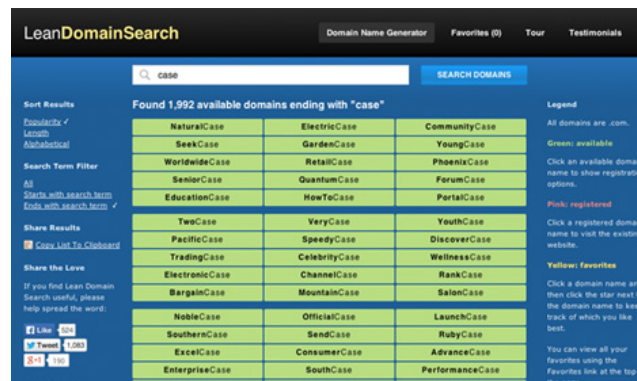 LeanDomainSearch
Domain Name Generator Favorites (0) Tour Testimonials
case SEARCH DOMAINS
Sort Results
Popularity ✓
Length
Alphabetical
Search Term Filter
All
Starts with search term
Ends with search term ✓
Share Results
Copy List To Clipboard
Share the Love
If you find Lean Domain
Search useful, please
help spread the word:
Like 524
Tweet 1,083
+1 190
Found 1,992 available domains ending with "case"
NaturalCase ElectricCase CommunityCase
SeekCase GardenCase YoungCase
WorldwideCase RetailCase PhoenixCase
SeniorCase QuantumCase ForumCase
EducationCase HowToCase PortalCase
TwoCase VeryCase YouthCase
PacificCase SpeedyCase DiscoverCase
TradingCase CelebrityCase WellnessCase
ElectronicCase ChannelCase RankCase
BargainCase MountainCase SalonCase
NobleCase OfficialCase LaunchCase
SouthernCase SendCase RubyCase
ExcelCase ConsumerCase AdvanceCase
EnterpriseCase SouthCase PerformanceCase
Legend
All domains are .com.
Green: available
Click an available doma
name to show registrati
options.
Pink: registered
Click a registered doma
name to visit the existin
website.
Yellow: favorites
Click a domain name an
then click the star next
the domain name to kee
track of which you like
best.
You can view all your
favorites using the
Favorites link at the top